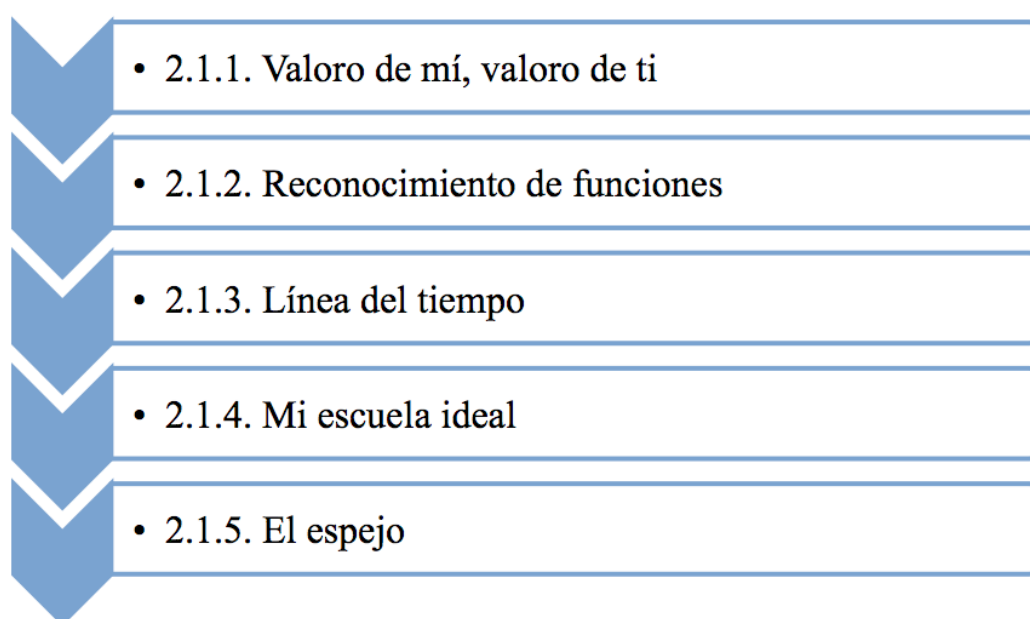 • 2.1.1. Valoro de mí, valoro de ti
• 2.1.2. Reconocimiento de funciones
• 2.1.3. Línea del tiempo
• 2.1.4. Mi escuela ideal
• 2.1.5. El espejo